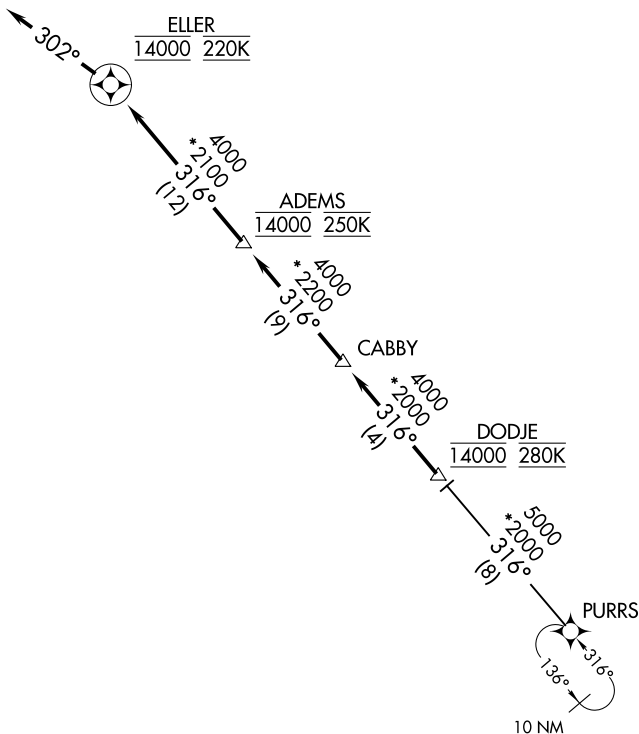 ELLER
14000 220K
302°
4000
*2100
316°
(12)
ADEMS
14000 250K
4000
*2200
316°
(9)
CABBY
4000
*2000
316°
(4)
DODJE
14000 280K
5000
*2000
316°
(8)
PURRS
316°
136°
10 NM